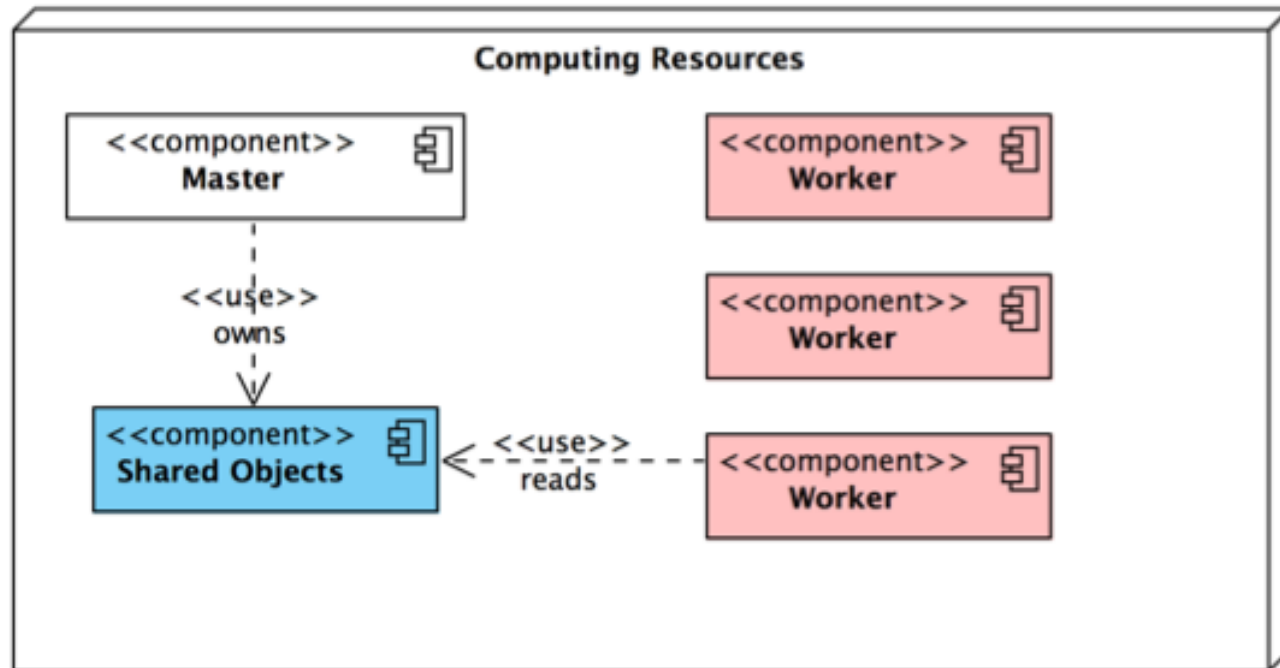 Computing Resources
<<component>>
Master
<<component>>
Worker
<<use>>
owns
<<component>>
Worker
<<component>>
Shared Objects
<<use>>
reads
<<component>>
Worker